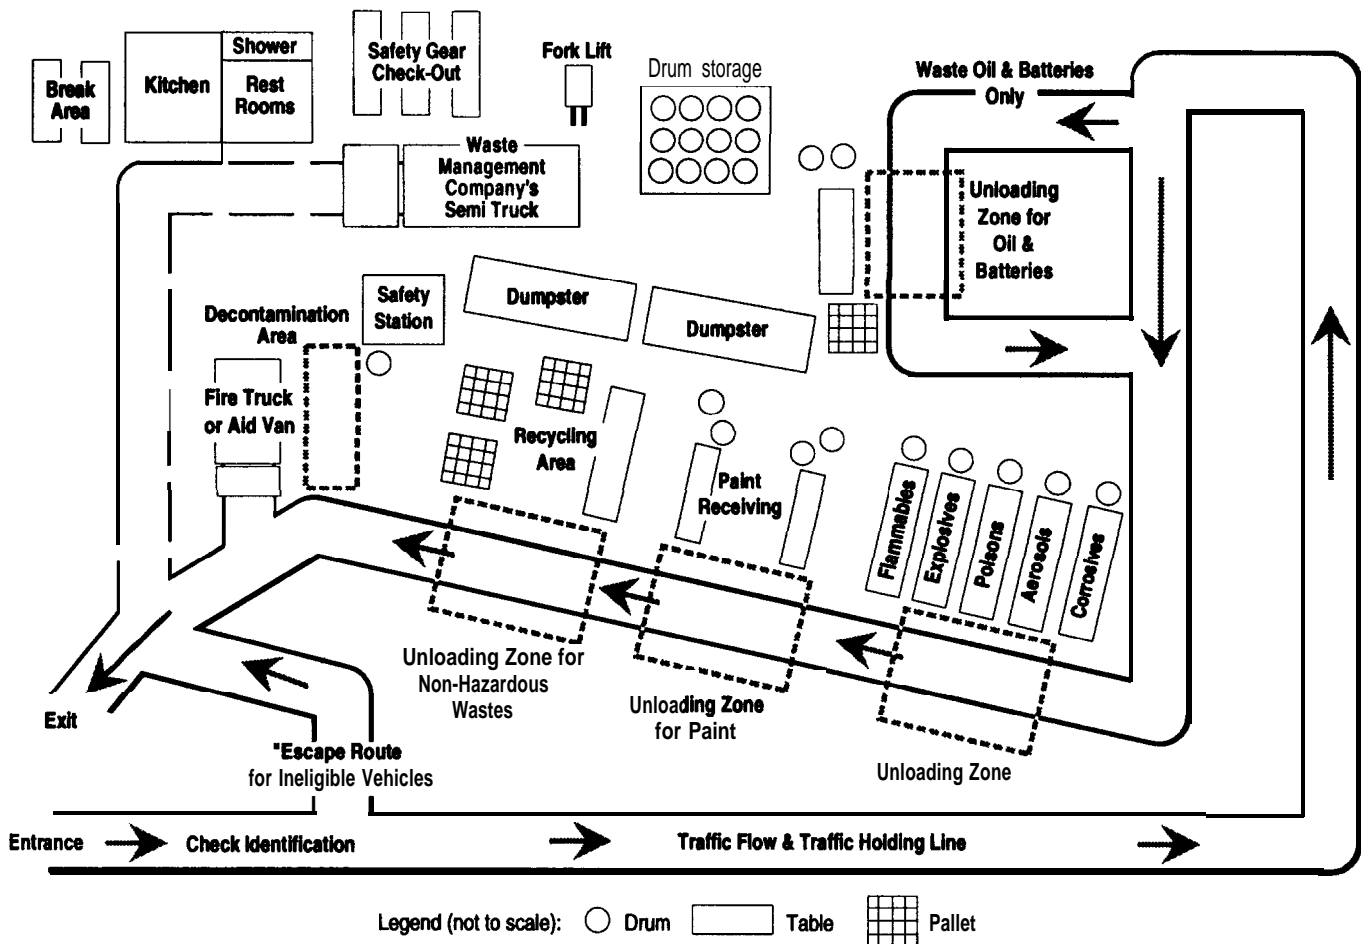 Break
Area
Kitchen
Shower
Rest
Rooms
Safety Gear
Check-Out
Fork Lift
Drum storage
Waste Oil & Batteries
Only
Waste
Management
Company's
Semi Truck
Unloading
Zone for
Oil &
Batteries
Decontamination
Area
Safety
Station
Dumpster
Dumpster
Fire Truck
or Aid Van
Recycling
Area
Paint
Receiving
Flammables
Explosives
Poisons
Aerosols
Corrosives
Unloading Zone for
Non-Hazardous
Wastes
Unloading Zone
for Paint
Unloading Zone
Exit
"Escape Route
for Ineligible Vehicles
Entrance
Check Identification
Traffic Flow & Traffic Holding Line
Legend (not to scale):
Drum
Table
Pallet